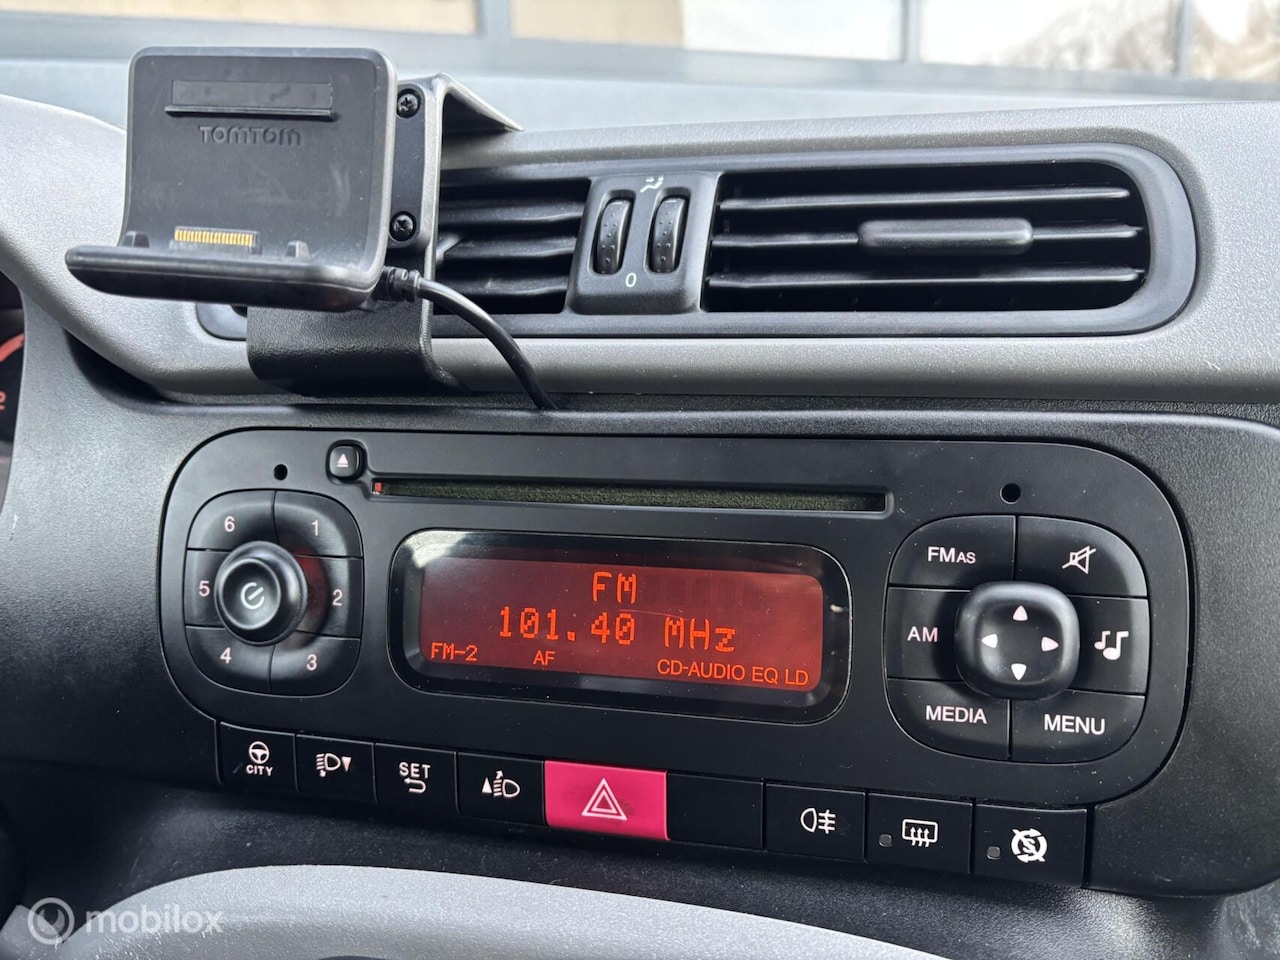 TOMTOM
0
6 1
5 2
4 3
FM
101.40 MHz
FM-2 AF CD-AUDIO EQ LD
FMAS
AM
MEDIA MENU
CITY
SET
S
2
mobilox